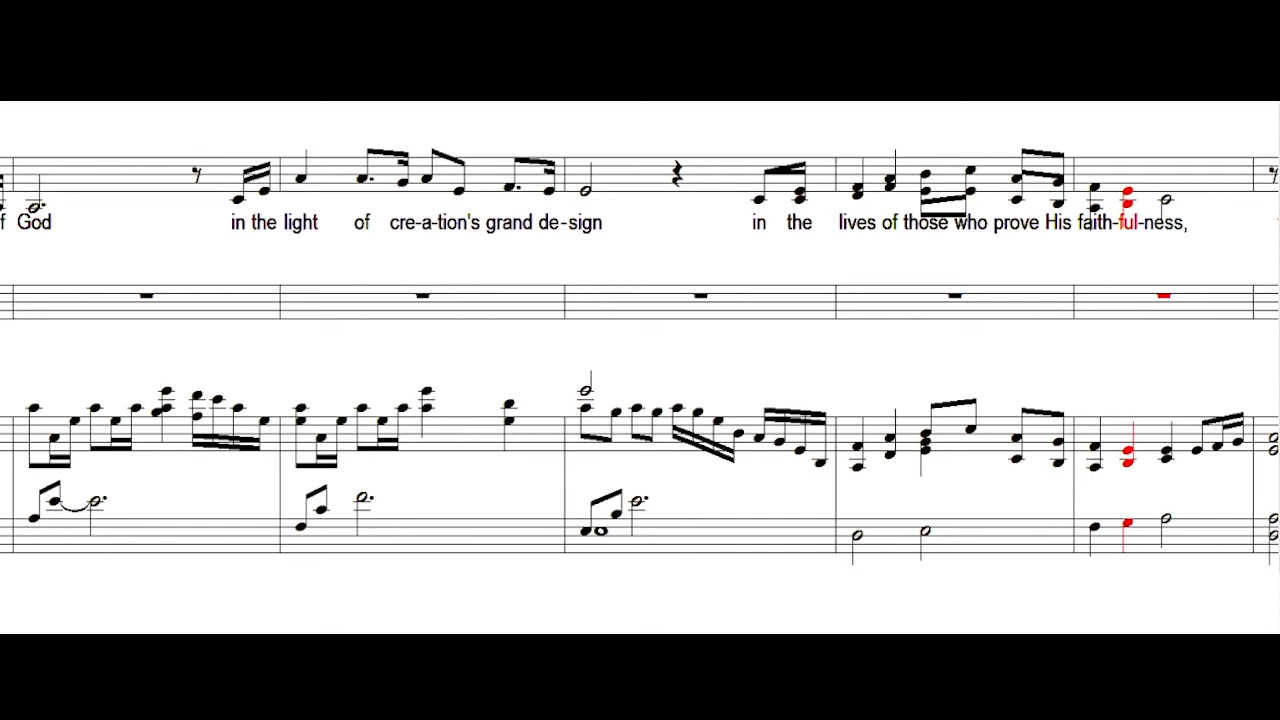 f God in the light of cre-a-tion's grand de-sign in the lives of those who prove His faith-ful-ness,